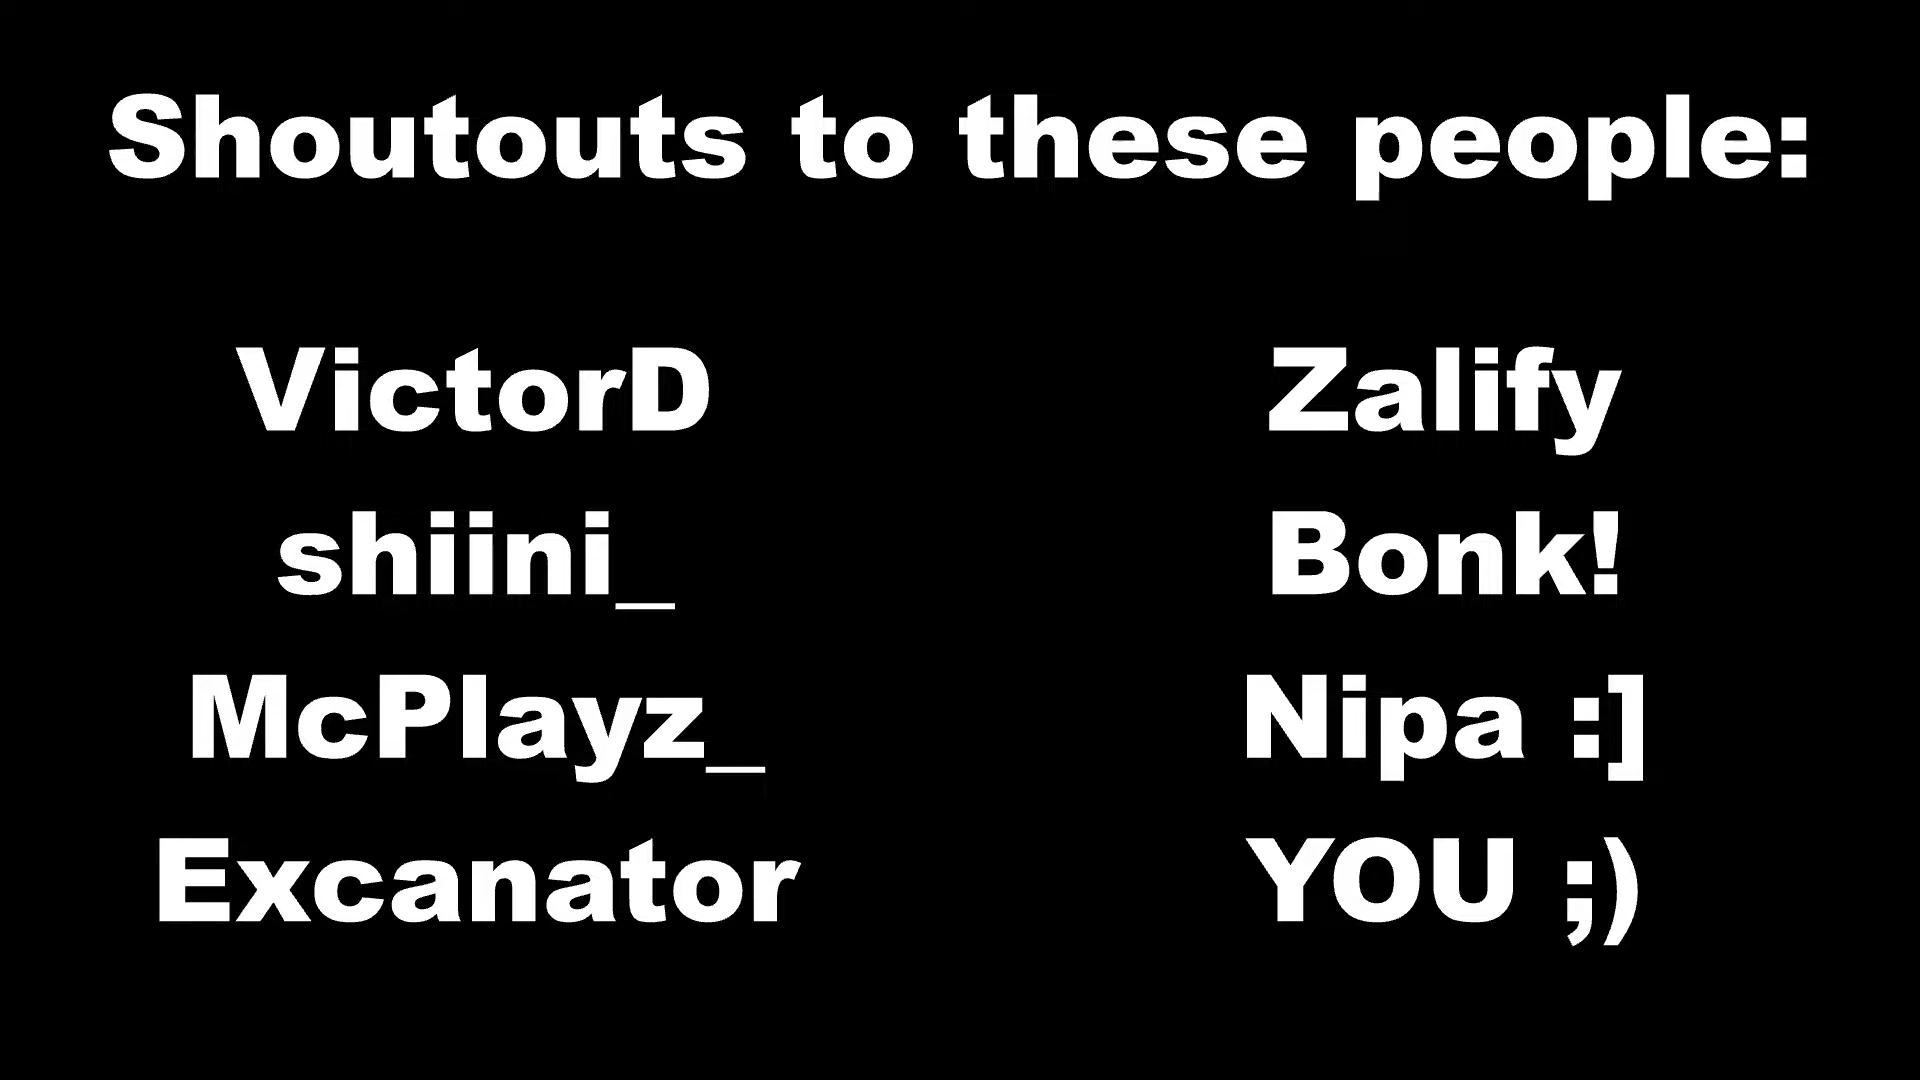 Shoutouts to these people:
VictorD
shiini_
McPlayz_
Excanator
Zalify
Bonk!
Nipa :]
YOU ;)